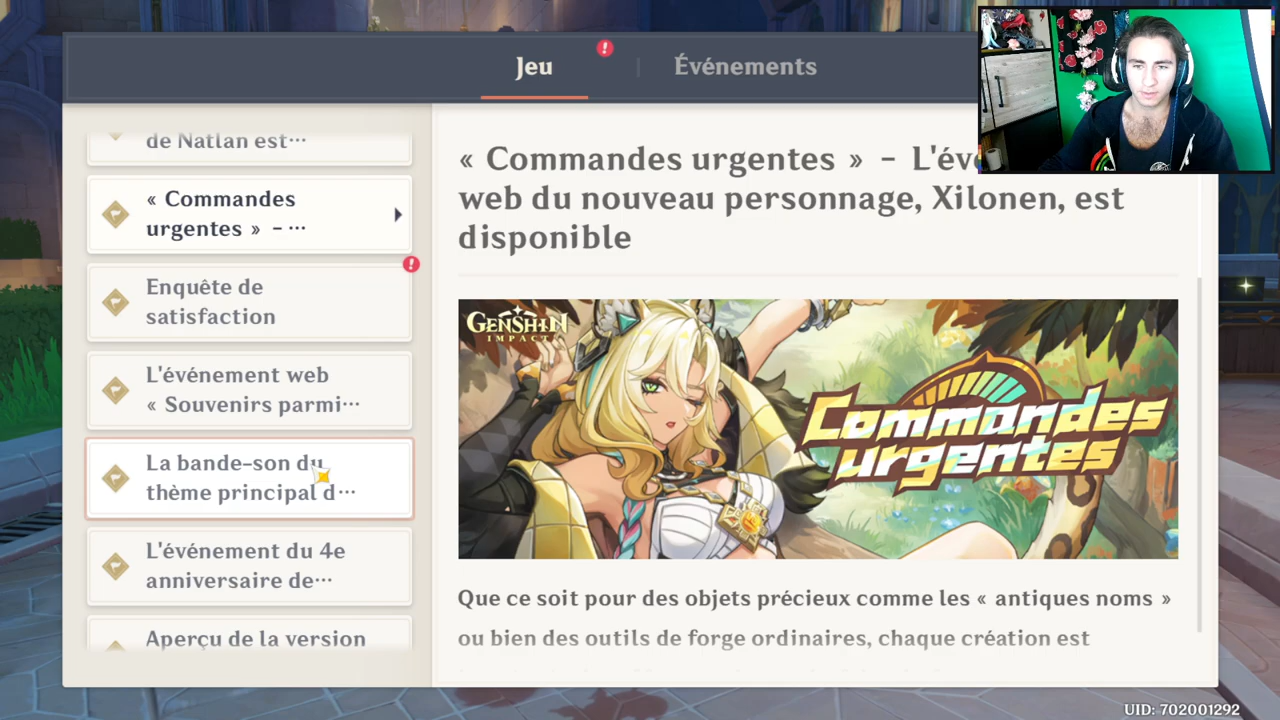 Jeu
Événements
de Natlan est···
« Commandes
urgentes » - ···
Enquête de
satisfaction
L'événement web
« Souvenirs parmi···
La bande-son du
thème principal d···
L'événement du 4e
anniversaire de···
Aperçu de la version
« Commandes urgentes » - L'év
web du nouveau personnage, Xilonen, est
disponible
GENSHIN
IMPACT
Commandes
urgentes
Que ce soit pour des objets précieux comme les « antiques noms »
ou bien des outils de forge ordinaires, chaque création est
UID: 702001292